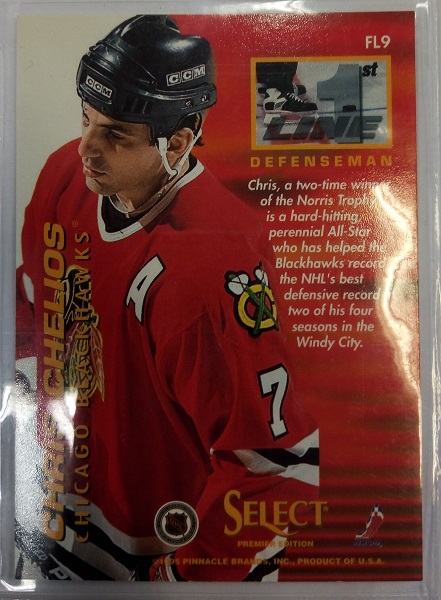 FL9
1st
LINE
DEFENSEMAN
CCM
CCM
Chris, a two-time winner
of the Norris Trophy,
is a hard-hitting,
perennial All-Star
who has helped the
Blackhawks record
the NHL's best
defensive record
two of his four
seasons in the
Windy City.
A
7
CHRIS CHELIOS
CHICAGO BLACKHAWKS®
NHL
SELECT®
PREMIER EDITION
PINNACLE BRANDS, INC., PRODUCT OF U.S.A.